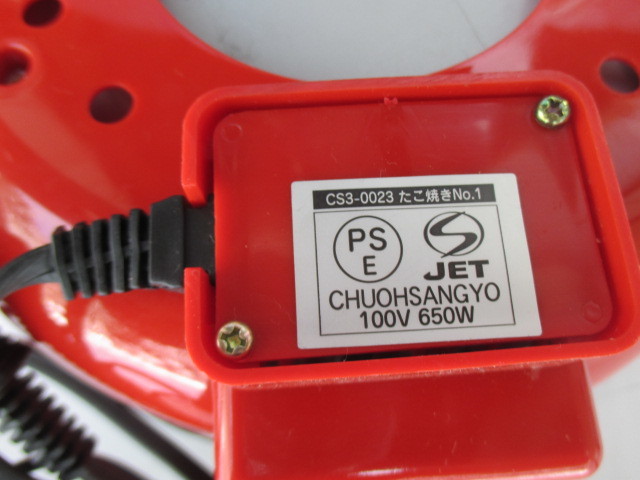 CS3-0023 たこ焼きNo.1
PS
E
S
JET
CHUOHSANGYO
100V 650W